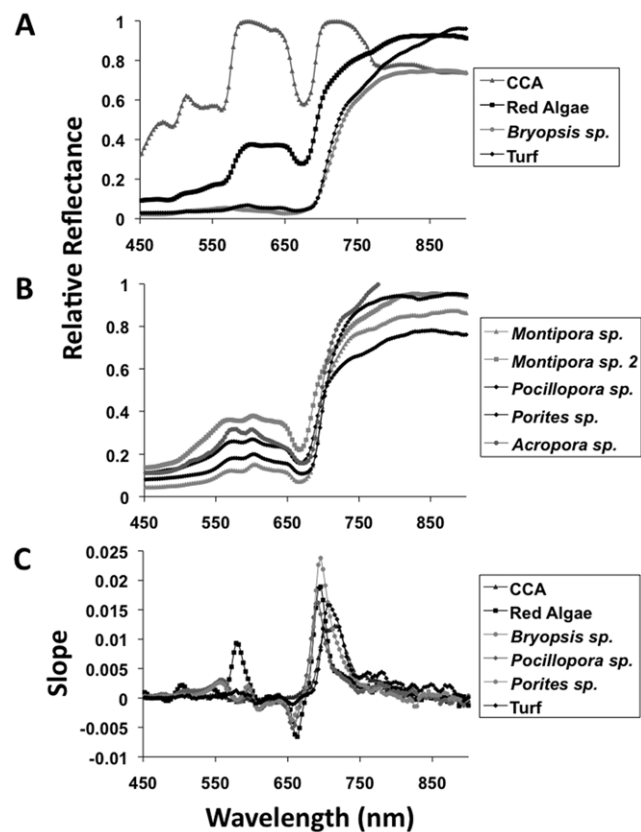 A
1
0.8
0.6
0.4
0.2
0
450 550 650 750 850
CCA
Red Algae
Bryopsis sp.
Turf
Relative Reflectance
B
1
0.8
0.6
0.4
0.2
0
450 550 650 750 850
Montipora sp.
Montipora sp. 2
Pocillopora sp.
Porites sp.
Acropora sp.
C
0.025
0.02
0.015
0.01
0.005
0
-0.005
-0.01
Slope
450 550 650 750 850
CCA
Red Algae
Bryopsis sp.
Pocillopora sp.
Porites sp.
Turf
Wavelength (nm)